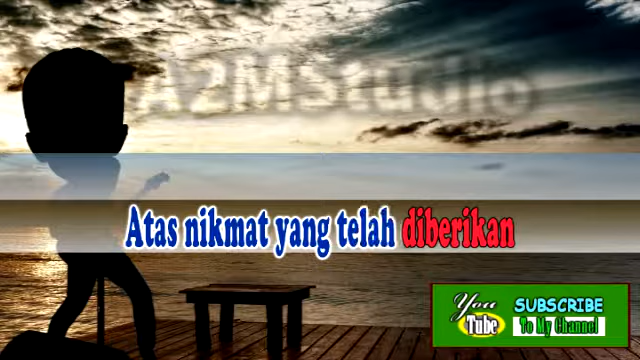 A2MStudio
Atas nikmat yang telah diberikan
You
Tube
SUBSCRIBE
To My Channel